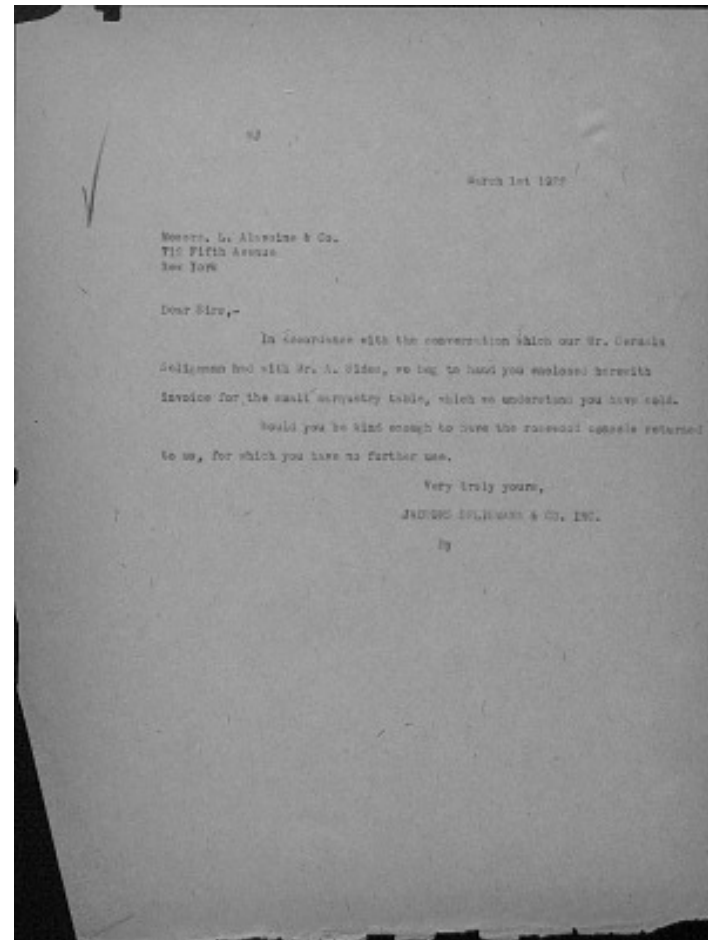 March 1st
Messrs. L. Alavoine & Co.
Fifth Avenue
New York
Dear Sirs,-
In accordance with the conversation which our Mr. Germain
Seligmann had with Mr. A. we beg to hand you enclosed herewith
invoice for the small marquetry table, which we understand you have sold.
Would you be kind enough to have the rosewood console returned
to us, for which you have no further use.
Very truly yours,
JACQUES SELIGMANN & CO. INC.
By